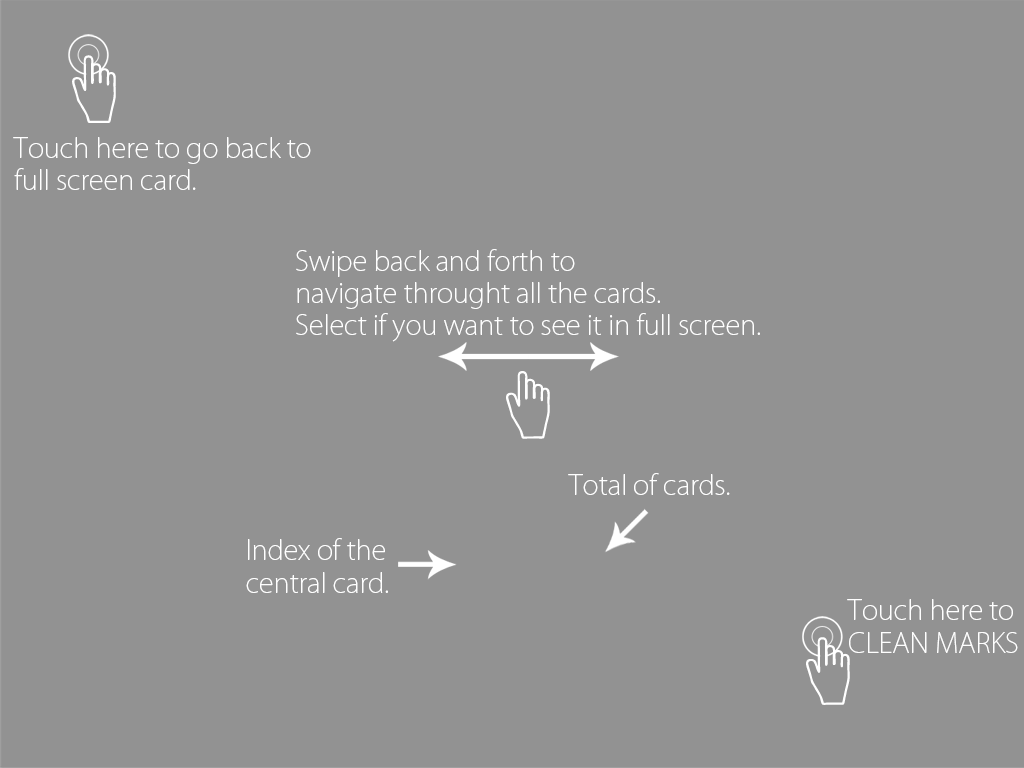 Touch here to go back to
full screen card.
Swipe back and forth to
navigate throught all the cards.
Select if you want to see it in full screen.
Total of cards.
Index of the
central card.
Touch here to
CLEAN MARKS